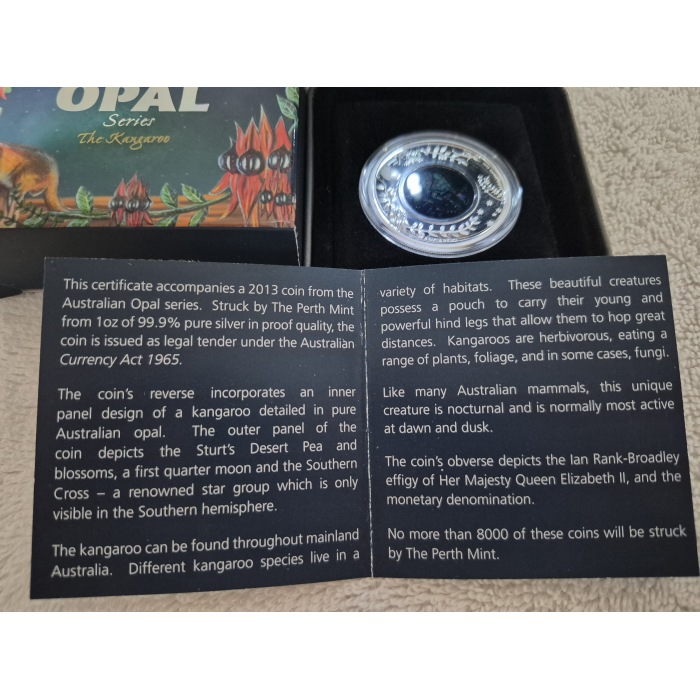 OPAL
Series
The Kangaroo
This certificate accompanies a 2013 coin from the
Australian Opal series. Struck by The Perth Mint
from 1oz of 99.9% pure silver in proof quality, the
coin is issued as legal tender under the Australian
Currency Act 1965.
The coin's reverse incorporates an inner
panel design of a kangaroo detailed in pure
Australian opal. The outer panel of the
coin depicts the Sturt's Desert Pea and
blossoms, a first quarter moon and the Southern
Cross – a renowned star group which is only
visible in the Southern hemisphere.
The kangaroo can be found throughout mainland
Australia. Different kangaroo species live in a
variety of habitats. These beautiful creatures
possess a pouch to carry their young and
powerful hind legs that allow them to hop great
distances. Kangaroos are herbivorous, eating a
range of plants, foliage, and in some cases, fungi.
Like many Australian mammals, this unique
creature is nocturnal and is normally most active
at dawn and dusk.
The coin's obverse depicts the Ian Rank-Broadley
effigy of Her Majesty Queen Elizabeth II, and the
monetary denomination.
No more than 8000 of these coins will be struck
by The Perth Mint.